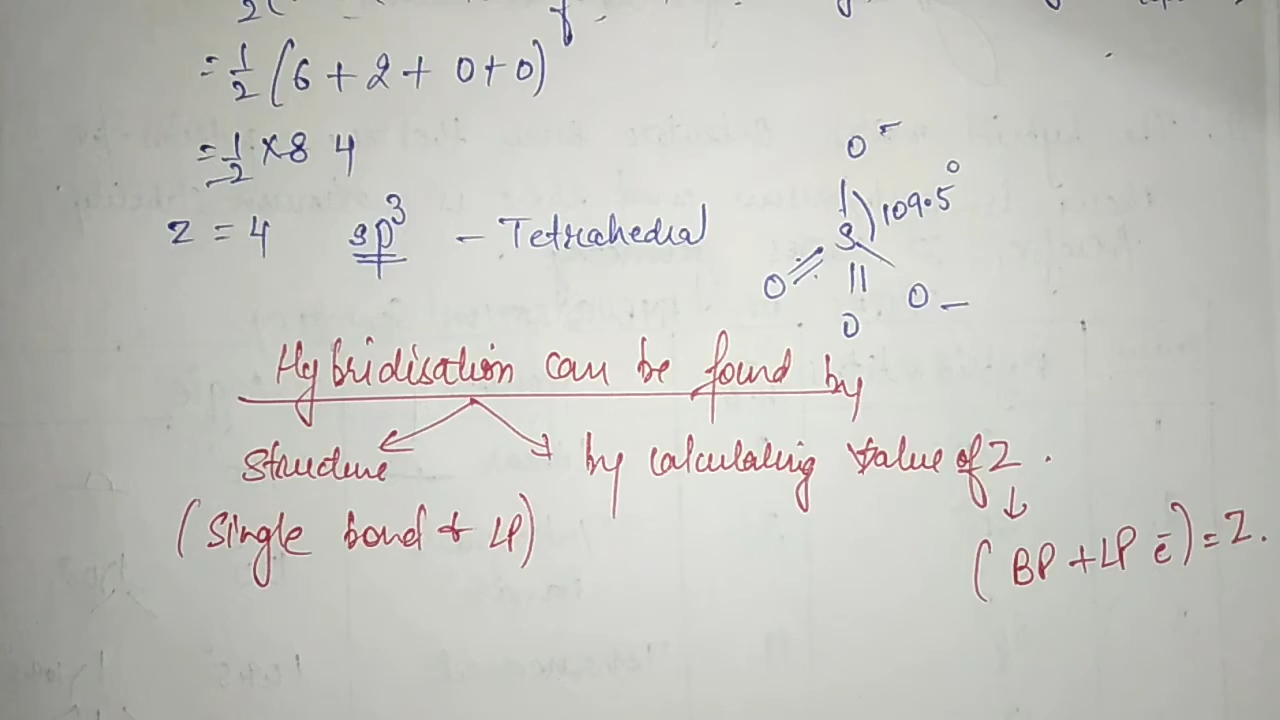 = 1/2 (6 + 2 + 0 + 0)
= 1/2 × 8 4
Z = 4 sp³ – Tetrahedral
O⁻
109.5°
S
O
O –
O
Hybridisation can be found by
Structure
by calculating value of Z .
(Single bond + LP)
(BP + LP ē) = Z.